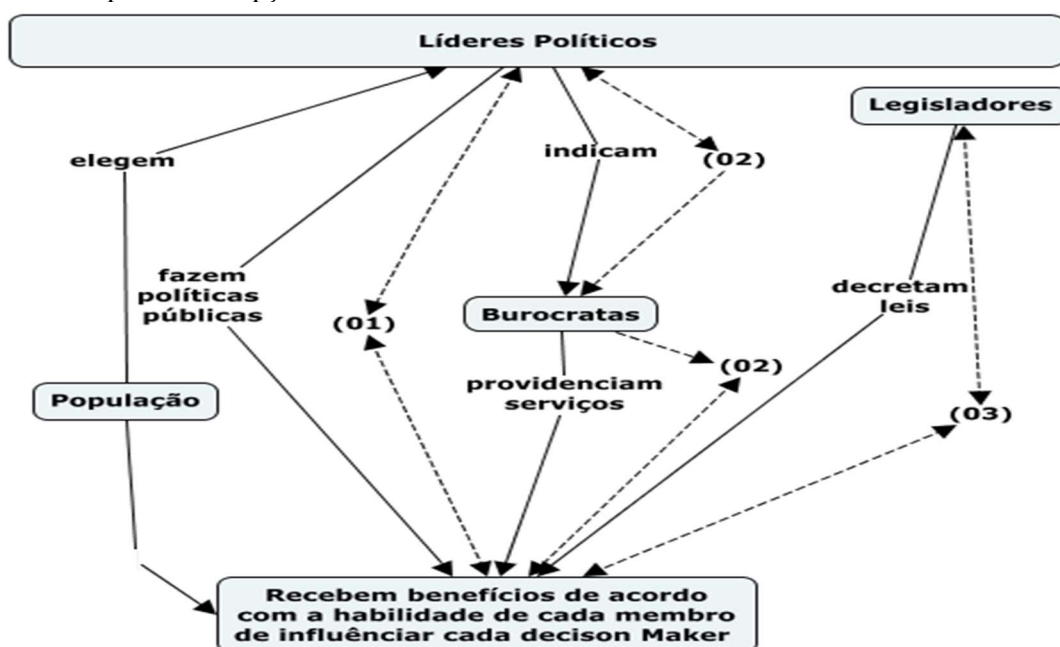 Líderes Políticos
Legisladores
elegem
indicam
(02)
fazem
políticas
públicas
(01)
Burocratas
decretam
leis
providenciam
serviços
(02)
População
(03)
Recebem benefícios de acordo
com a habilidade de cada membro
de influênciar cada decison Maker